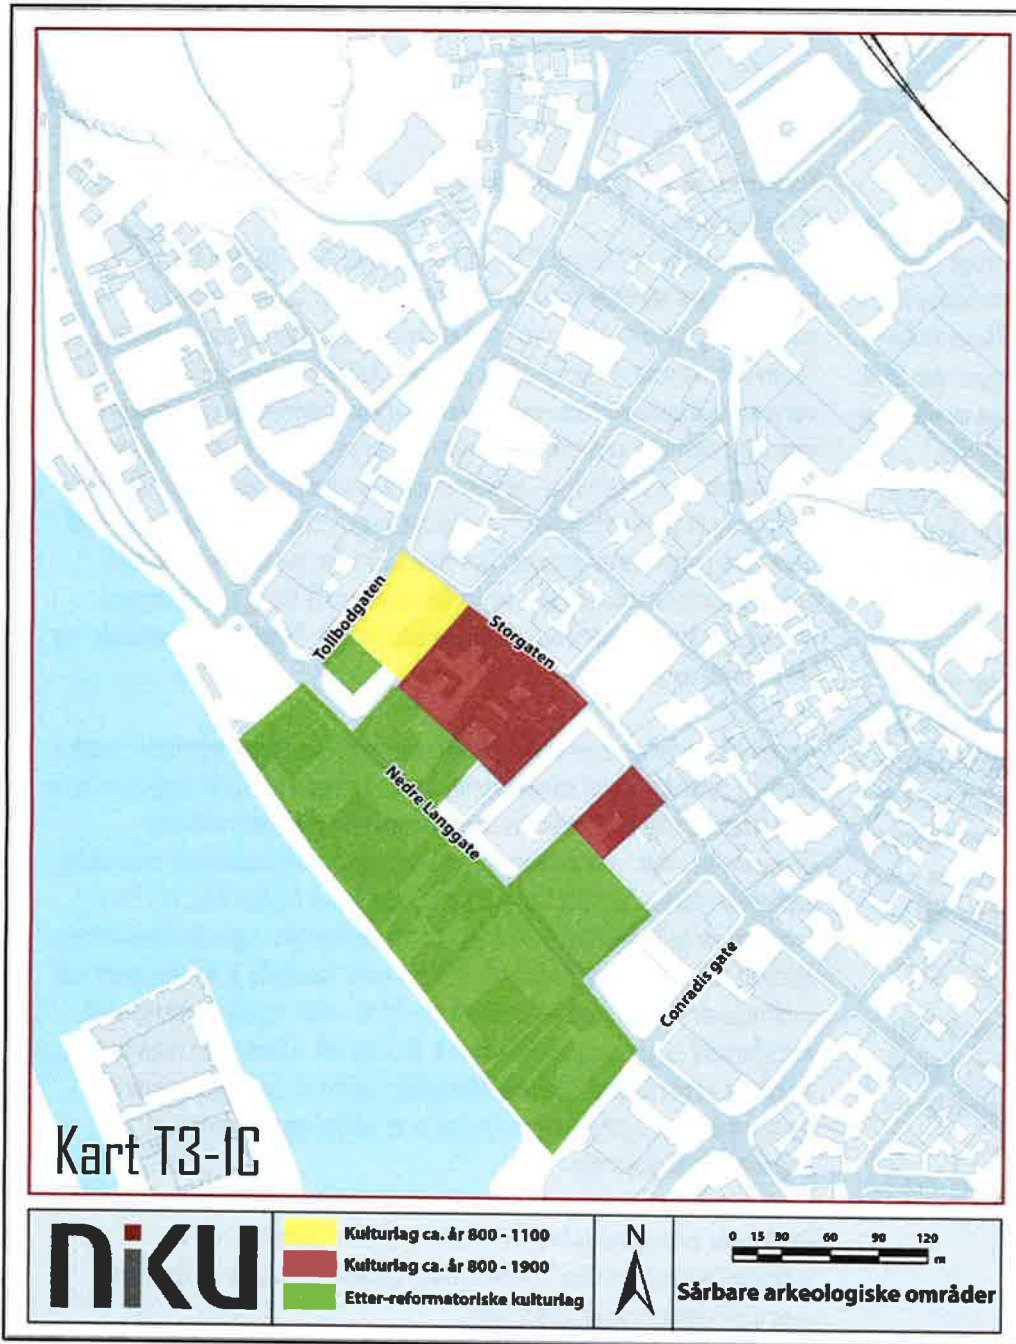 Tollbodgaten
Storgaten
Nedre Langgate
Conradis gate
Kart T3-1C
NIKU
Kulturlag ca. år 800 - 1100
Kulturlag ca. år 800 - 1900
Etter-reformatoriske kulturlag
N
0 15 30 60 90 120
m
Sårbare arkeologiske områder